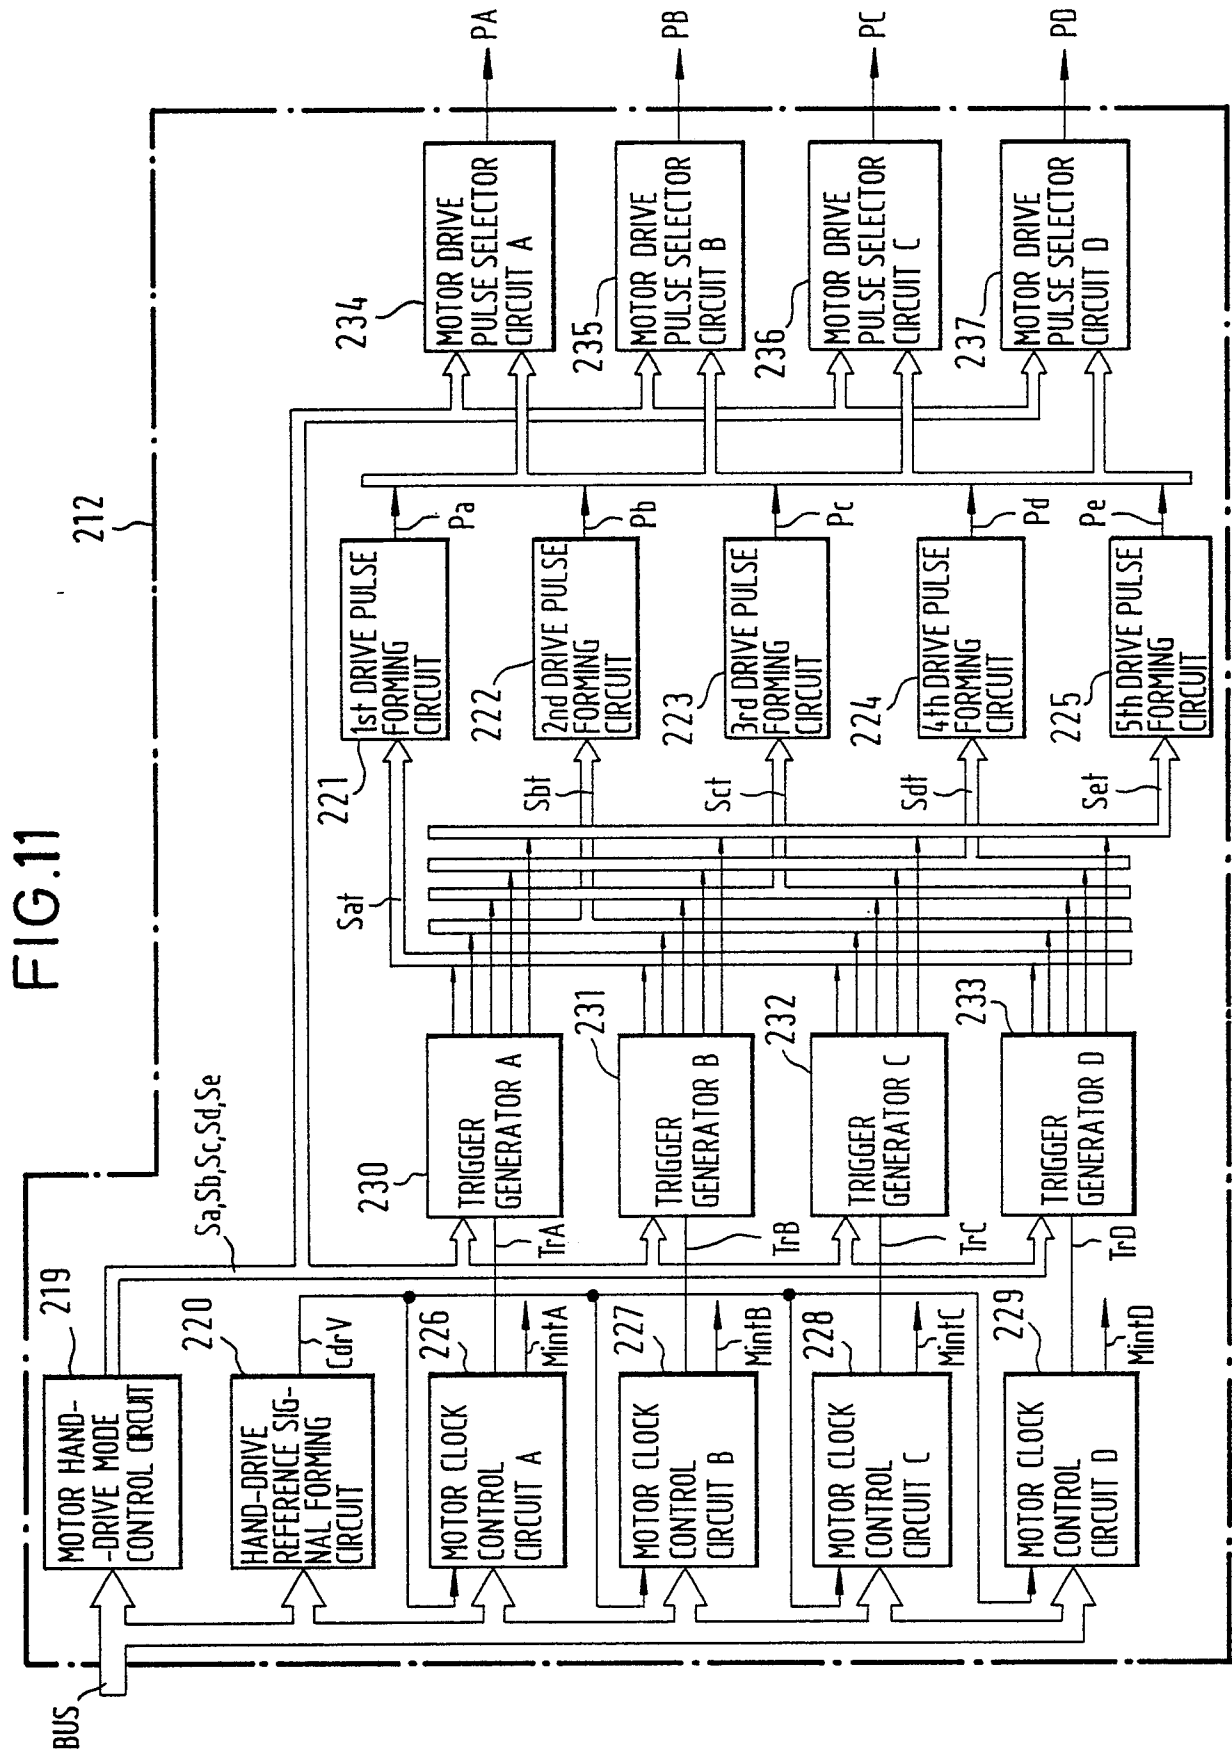 FIG.11
212
BUS
219
MOTOR HAND-
-DRIVE MODE
CONTROL CIRCUIT
Sa,Sb,Sc,Sd,Se
220
HAND-DRIVE
REFERENCE SIG-
NAL FORMING
CIRCUIT
CdrV
226
MOTOR CLOCK
CONTROL
CIRCUIT A
TrA
MintA
227
MOTOR CLOCK
CONTROL
CIRCUIT B
TrB
MintB
228
MOTOR CLOCK
CONTROL
CIRCUIT C
TrC
MintC
229
MOTOR CLOCK
CONTROL
CIRCUIT D
TrD
MintD
230
TRIGGER
GENERATOR A
231
TRIGGER
GENERATOR B
232
TRIGGER
GENERATOR C
233
TRIGGER
GENERATOR D
Sat
Sbt
Sct
Sdt
Set
221
1st DRIVE PULSE
FORMING
CIRCUIT
Pa
222
2nd DRIVE PULSE
FORMING
CIRCUIT
Pb
223
3rd DRIVE PULSE
FORMING
CIRCUIT
Pc
224
4th DRIVE PULSE
FORMING
CIRCUIT
Pd
225
5th DRIVE PULSE
FORMING
CIRCUIT
Pe
234
MOTOR DRIVE
PULSE SELECTOR
CIRCUIT A
PA
235
MOTOR DRIVE
PULSE SELECTOR
CIRCUIT B
PB
236
MOTOR DRIVE
PULSE SELECTOR
CIRCUIT C
PC
237
MOTOR DRIVE
PULSE SELECTOR
CIRCUIT D
PD